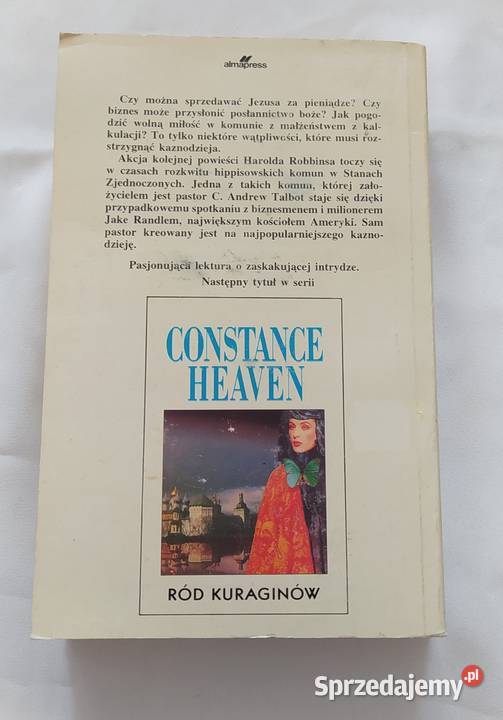 almapress
Czy można sprzedawać Jezusa za pieniądze? Czy
biznes może przysłonić posłannictwo boże? Jak pogo-
dzić wolną miłość w komunie z małżeństwem z kal-
kulacji? To tylko niektóre wątpliwości, które musi roz-
strzygnąć kaznodzieja.
Akcja kolejnej powieści Harolda Robbinsa toczy się
w czasach rozkwitu hippisowskich komun w Stanach
Zjednoczonych. Jedna z takich komun, której zało-
życielem jest pastor C. Andrew Talbot staje się dzięki
przypadkowemu spotkaniu z biznesmenem i milionerem
Jake Randlem, największym kościołem Ameryki. Sam
pastor kreowany jest na najpopularniejszego kazno-
dzieję.
Pasjonująca lektura o zaskakującej intrydze.
Następny tytuł w serii
CONSTANCE
HEAVEN
RÓD KURAGINÓW
Sprzedajemy.pl